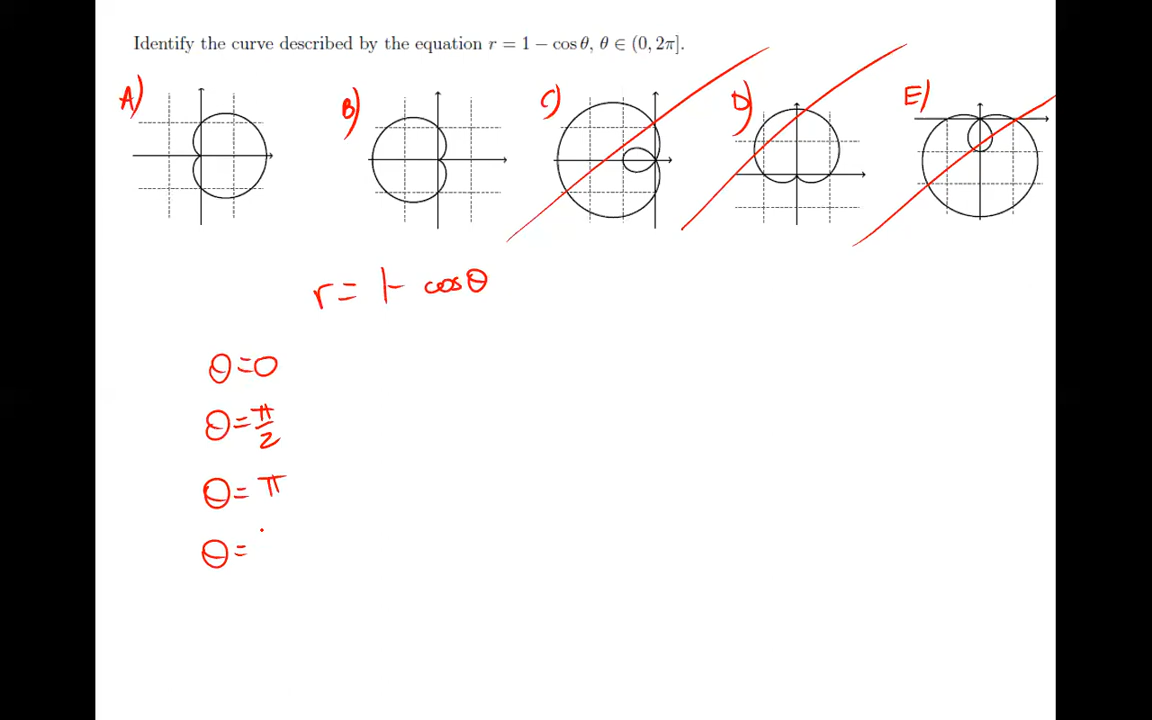 Identify the curve described by the equation r = 1 − cos θ, θ ∈ (0, 2π].
A) B) C) D) E)
r = 1 - cos θ
θ = 0
θ = π/2
θ = π
θ =